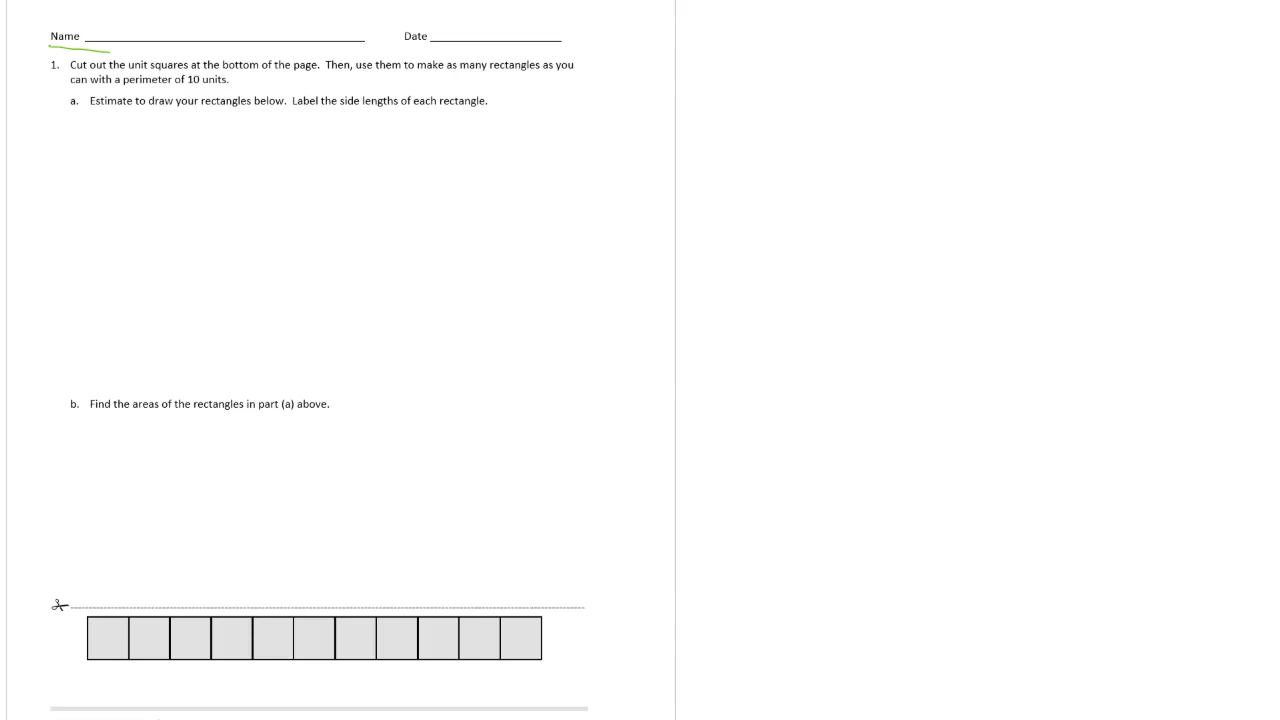 Name ______________________ Date ______________
1. Cut out the unit squares at the bottom of the page. Then, use them to make as many rectangles as you
can with a perimeter of 10 units.
a. Estimate to draw your rectangles below. Label the side lengths of each rectangle.
b. Find the areas of the rectangles in part (a) above.